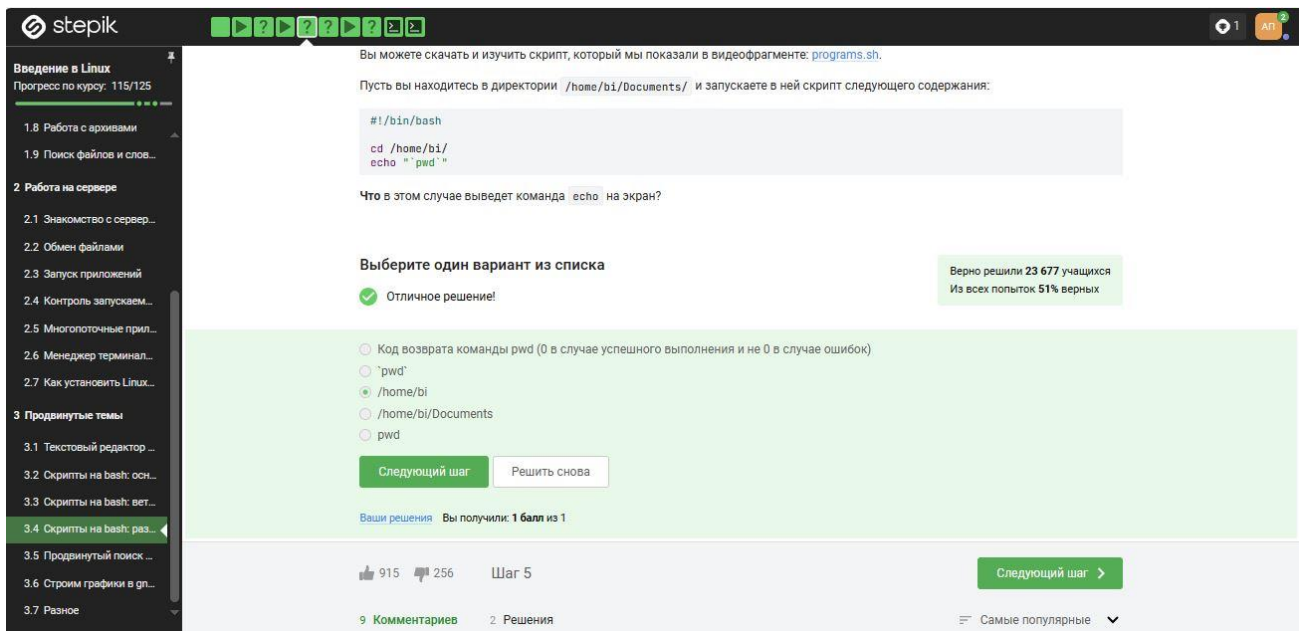 stepik
1
АП
2
Введение в Linux
Прогресс по курсу: 115/125
1.8 Работа с архивами
1.9 Поиск файлов и слов...
2 Работа на сервере
2.1 Знакомство с сервер...
2.2 Обмен файлами
2.3 Запуск приложений
2.4 Контроль запускаем...
2.5 Многопоточные прил...
2.6 Менеджер терминал...
2.7 Как установить Linux...
3 Продвинутые темы
3.1 Текстовый редактор ...
3.2 Скрипты на bash: осн...
3.3 Скрипты на bash: вет...
3.4 Скрипты на bash: раз...
3.5 Продвинутый поиск ...
3.6 Строим графики в gn...
3.7 Разное
Вы можете скачать и изучить скрипт, который мы показали в видеофрагменте: programs.sh.
Пусть вы находитесь в директории /home/bi/Documents/ и запускаете в ней скрипт следующего содержания:
#!/bin/bash
cd /home/bi/
echo "`pwd`"
Что в этом случае выведет команда echo на экран?
Выберите один вариант из списка
Отличное решение!
Верно решили 23 677 учащихся
Из всех попыток 51% верных
Код возврата команды pwd (0 в случае успешного выполнения и не 0 в случае ошибок)
`pwd`
/home/bi
/home/bi/Documents
pwd
Следующий шаг
Решить снова
Ваши решения Вы получили: 1 балл из 1
915 256 Шаг 5
Следующий шаг
9 Комментариев 2 Решения
Самые популярные